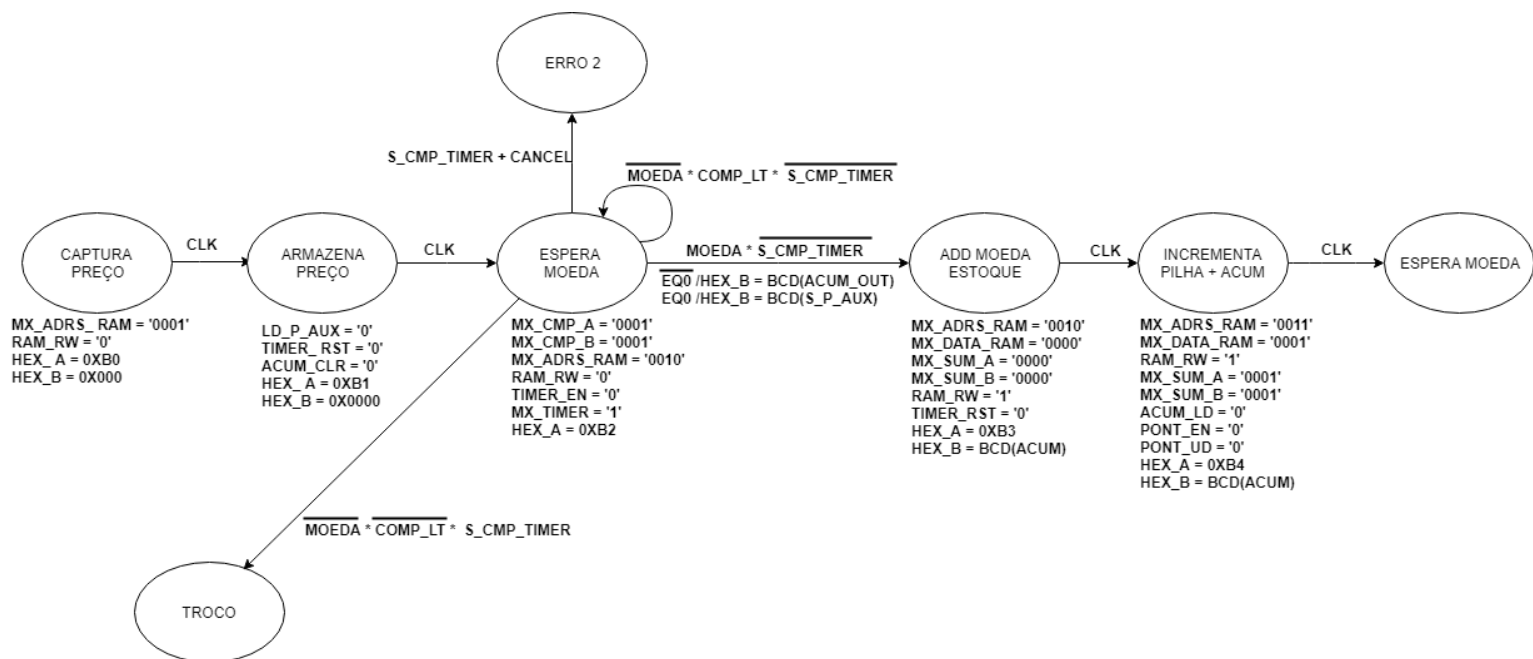 ERRO 2
S_CMP_TIMER + CANCEL
MOEDA * COMP_LT * S_CMP_TIMER
CAPTURA
PREÇO
CLK
ARMAZENA
PREÇO
CLK
ESPERA
MOEDA
MOEDA * S_CMP_TIMER
EQ0 /HEX_B = BCD(ACUM_OUT)
EQ0 /HEX_B = BCD(S_P_AUX)
ADD MOEDA
ESTOQUE
CLK
INCREMENTA
PILHA + ACUM
CLK
ESPERA MOEDA
MX_ADRS_ RAM = '0001'
RAM_RW = '0'
HEX_A = 0XB0
HEX_B = 0X000
LD_P_AUX = '0'
TIMER_ RST = '0'
ACUM_CLR = '0'
HEX_ A = 0XB1
HEX_B = 0X0000
MX_CMP_A = '0001'
MX_CMP_B = '0001'
MX_ADRS_RAM = '0010'
RAM_RW = '0'
TIMER_EN = '0'
MX_TIMER = '1'
HEX_A = 0XB2
MX_ADRS_RAM = '0010'
MX_DATA_RAM = '0000'
MX_SUM_A = '0000'
MX_SUM_B = '0000'
RAM_RW = '1'
TIMER_RST = '0'
HEX_A = 0XB3
HEX_B = BCD(ACUM)
MX_ADRS_RAM = '0011'
MX_DATA_RAM = '0001'
RAM_RW = '1'
MX_SUM_A = '0001'
MX_SUM_B = '0001'
ACUM_LD = '0'
PONT_EN = '0'
PONT_UD = '0'
HEX_A = 0XB4
HEX_B = BCD(ACUM)
MOEDA * COMP_LT * S_CMP_TIMER
TROCO